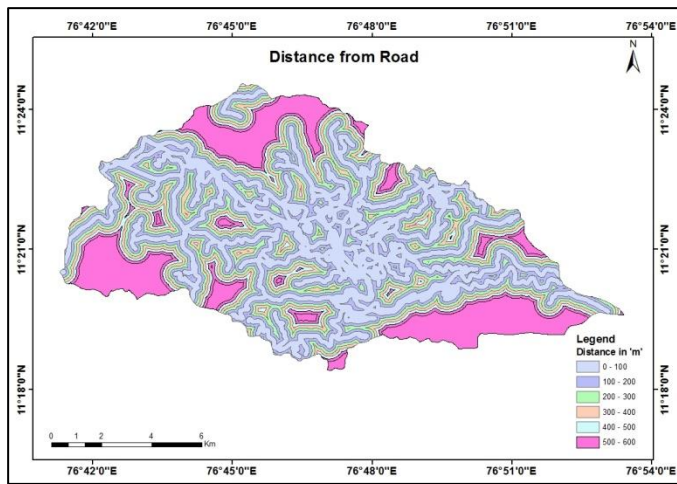 76°42'0"E 76°45'0"E 76°48'0"E 76°51'0"E 76°54'0"E
Distance from Road
N
11°24'0"N 11°24'0"N
11°21'0"N 11°21'0"N
11°18'0"N 11°18'0"N
Legend
Distance in 'm'
0 - 100
100 - 200
200 - 300
300 - 400
400 - 500
500 - 600
0 1 2 4 6
Km
76°42'0"E 76°45'0"E 76°48'0"E 76°51'0"E 76°54'0"E